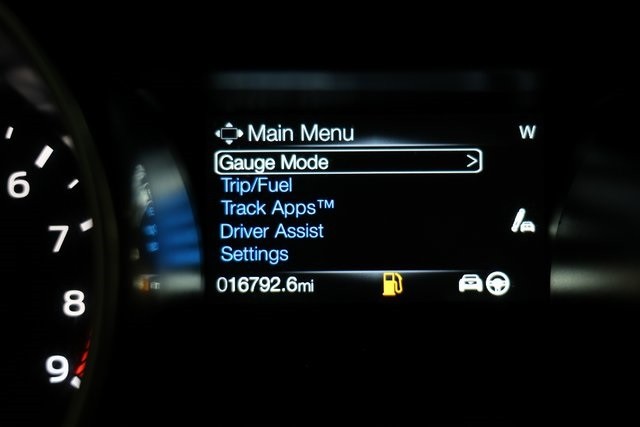 Main Menu
W
Gauge Mode >
Trip/Fuel
Track Apps™
Driver Assist
Settings
016792.6mi
6
7
8
9